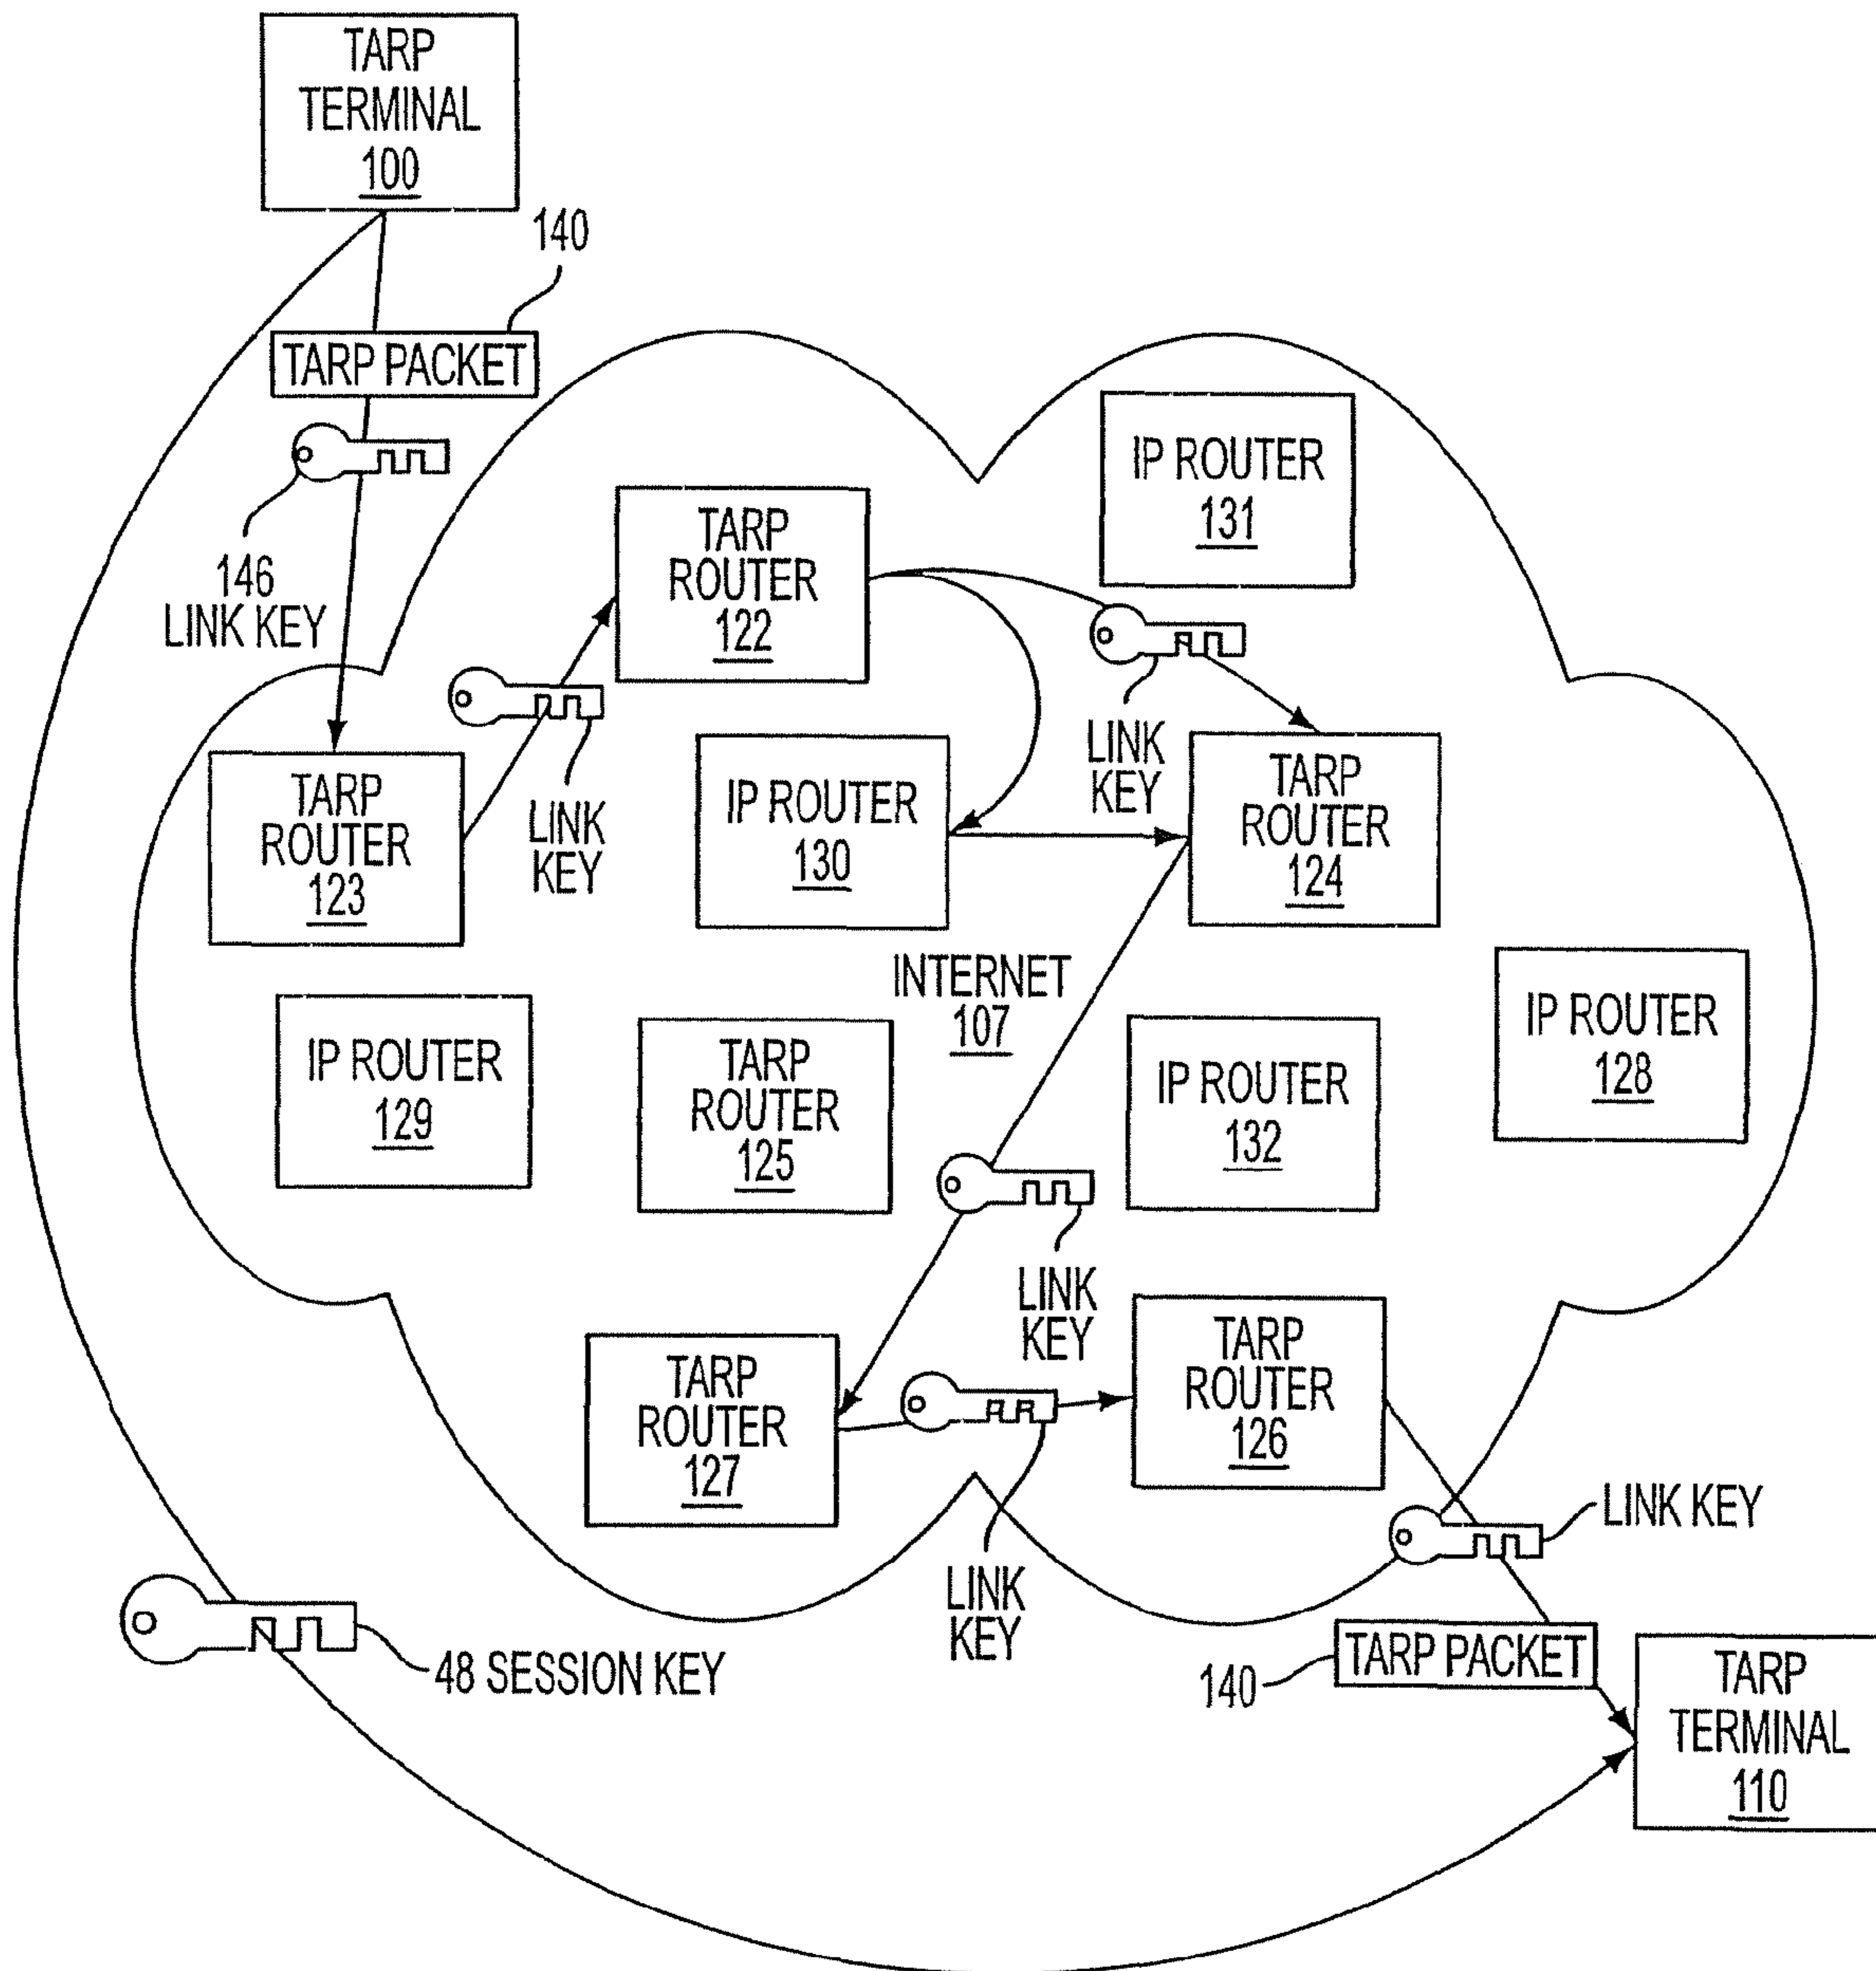 TARP
TERMINAL
100
140
TARP PACKET
IP ROUTER
131
TARP
ROUTER
122
146
LINK KEY
LINK
KEY
TARP
ROUTER
123
LINK
KEY
IP ROUTER
130
TARP
ROUTER
124
INTERNET
107
IP ROUTER
128
IP ROUTER
129
TARP
ROUTER
125
IP ROUTER
132
LINK
KEY
TARP
ROUTER
127
TARP
ROUTER
126
LINK KEY
LINK
KEY
48 SESSION KEY
140
TARP PACKET
TARP
TERMINAL
110